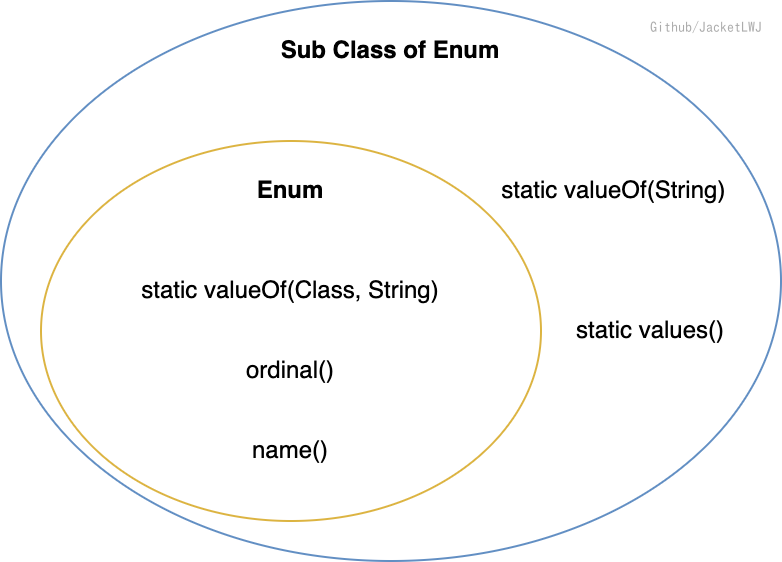 Github/JacketLWJ
Sub Class of Enum
Enum
static valueOf(String)
static valueOf(Class, String)
static values()
ordinal()
name()